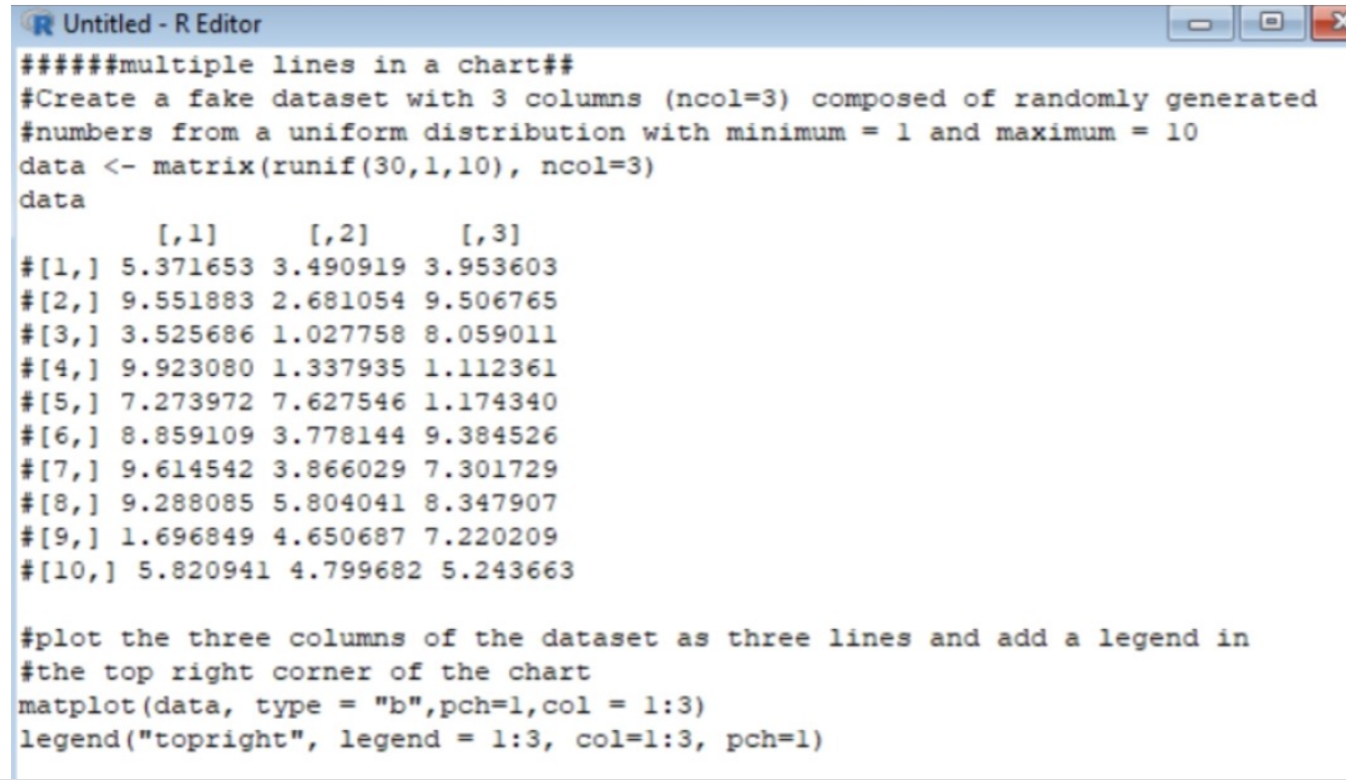 Untitled - R Editor
######multiple lines in a chart##
#Create a fake dataset with 3 columns (ncol=3) composed of randomly generated
#numbers from a uniform distribution with minimum = 1 and maximum = 10
data <- matrix(runif(30,1,10), ncol=3)
data
[,1] [,2] [,3]
#[1,] 5.371653 3.490919 3.953603
#[2,] 9.551883 2.681054 9.506765
#[3,] 3.525686 1.027758 8.059011
#[4,] 9.923080 1.337935 1.112361
#[5,] 7.273972 7.627546 1.174340
#[6,] 8.859109 3.778144 9.384526
#[7,] 9.614542 3.866029 7.301729
#[8,] 9.288085 5.804041 8.347907
#[9,] 1.696849 4.650687 7.220209
#[10,] 5.820941 4.799682 5.243663
#plot the three columns of the dataset as three lines and add a legend in
#the top right corner of the chart
matplot(data, type = "b",pch=1,col = 1:3)
legend("topright", legend = 1:3, col=1:3, pch=1)